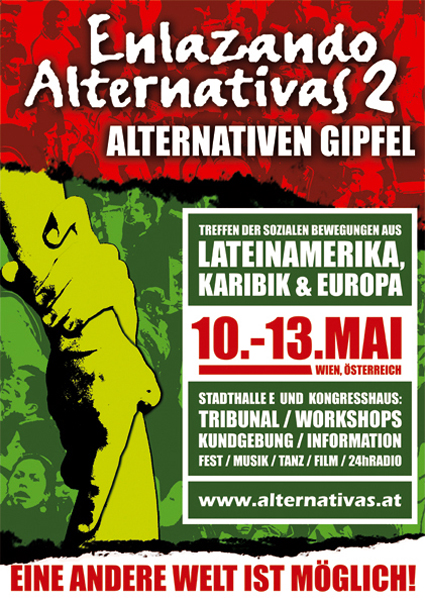 Enlazando
Alternativas 2
ALTERNATIVEN GIPFEL
TREFFEN DER SOZIALEN BEWEGUNGEN AUS
LATEINAMERIKA,
KARIBIK & EUROPA
10.-13.MAI
WIEN, ÖSTERREICH
STADTHALLE E UND KONGRESSHAUS:
TRIBUNAL / WORKSHOPS
KUNDGEBUNG / INFORMATION
FEST / MUSIK / TANZ / FILM / 24hRADIO
www.alternativas.at
EINE ANDERE WELT IST MÖGLICH!